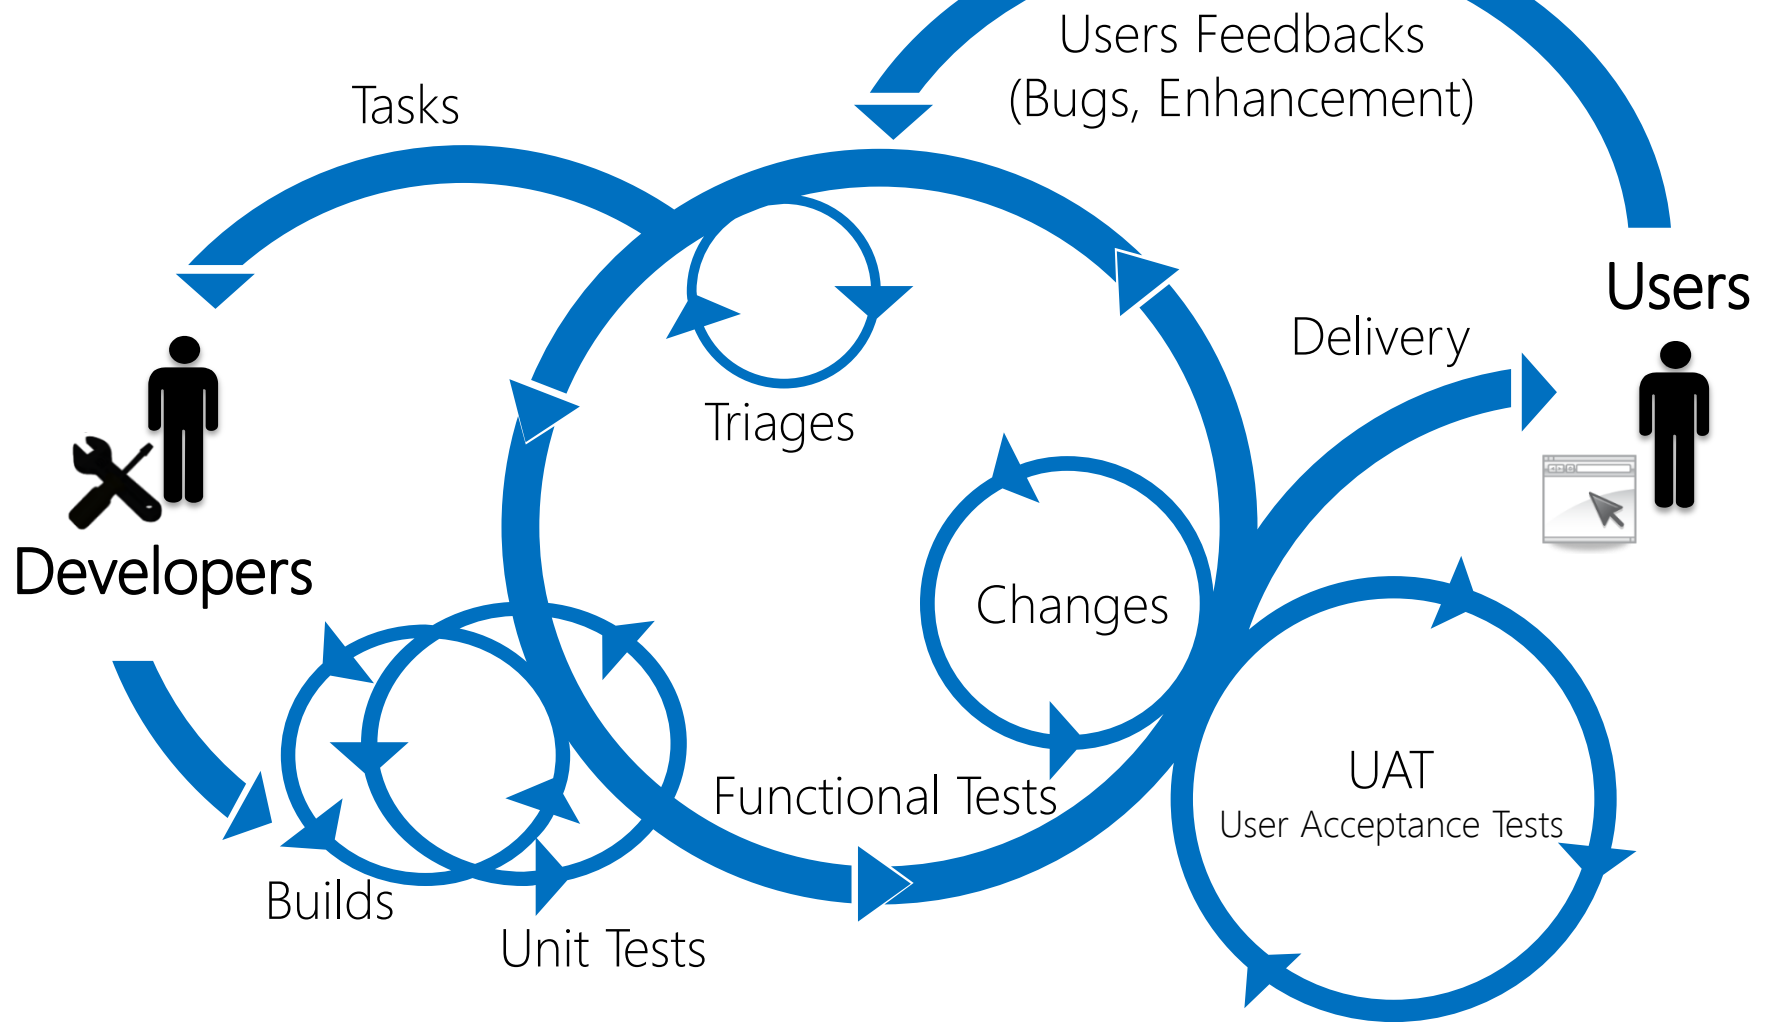 Users Feedbacks
(Bugs, Enhancement)
Tasks
Users
Delivery
Triages
Developers
Changes
UAT
User Acceptance Tests
Functional Tests
Builds
Unit Tests